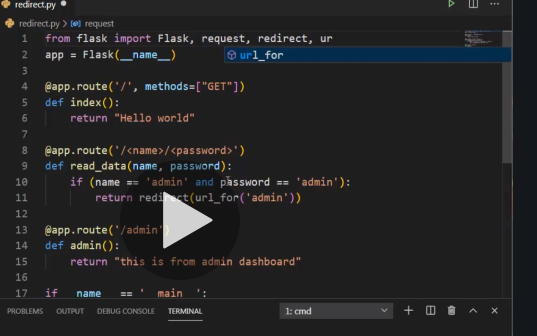 redirect.py
redirect.py > request
1 from flask import Flask, request, redirect, ur
url_for
2 app = Flask(__name__)
3
4 @app.route('/', methods=["GET"])
5 def index():
6 return "Hello world"
7
8 @app.route('/<name>/<password>')
9 def read_data(name, password):
10 if (name == 'admin' and password == 'admin'):
11 return redirect(url_for('admin'))
12
13 @app.route('/admin')
14 def admin():
15 return "this is from admin dashboard"
16
17 if __name__ == '__main__':
PROBLEMS OUTPUT DEBUG CONSOLE TERMINAL 1: cmd